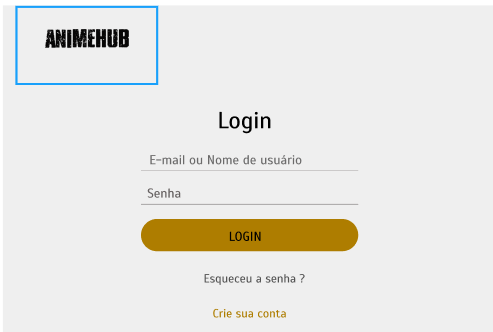 ANIMEHUB
Login
E-mail ou Nome de usuário
Senha
LOGIN
Esqueceu a senha ?
Crie sua conta